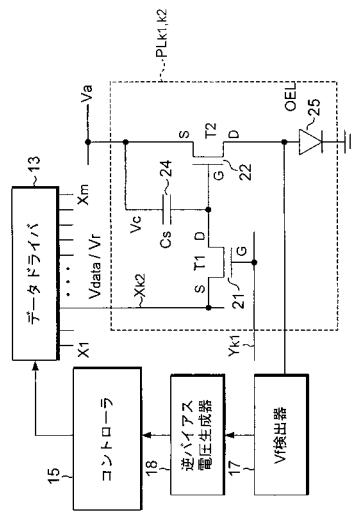 PLk1,k2
Va
13
データドライバ
X1
Xm
Vdata / Vr
Xk2
Vc
Cs
24
S
T2
D
G
22
OEL
25
D
T1
S
G
21
Yk1
15
コントローラ
18
逆バイアス
電圧生成器
17
Vf検出器